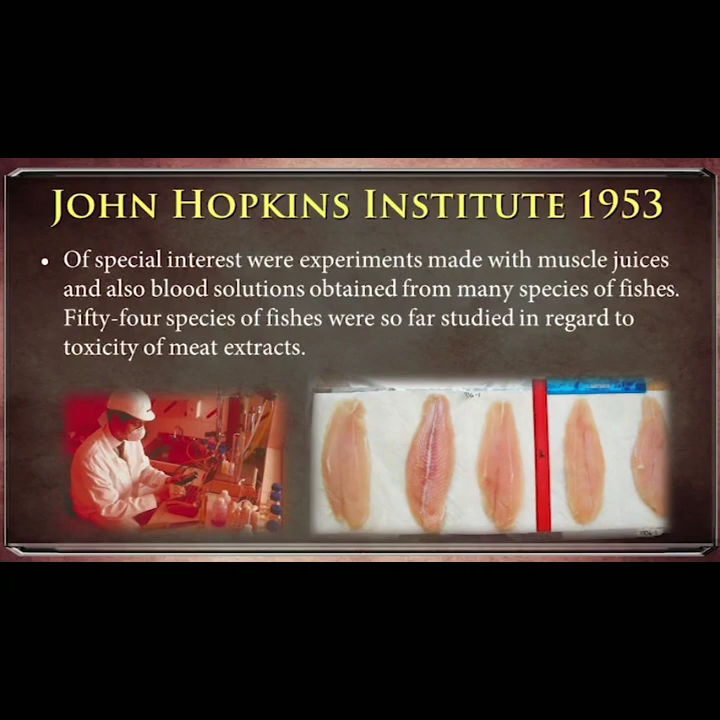 JOHN HOPKINS INSTITUTE 1953
• Of special interest were experiments made with muscle juices
and also blood solutions obtained from many species of fishes.
Fifty-four species of fishes were so far studied in regard to
toxicity of meat extracts.